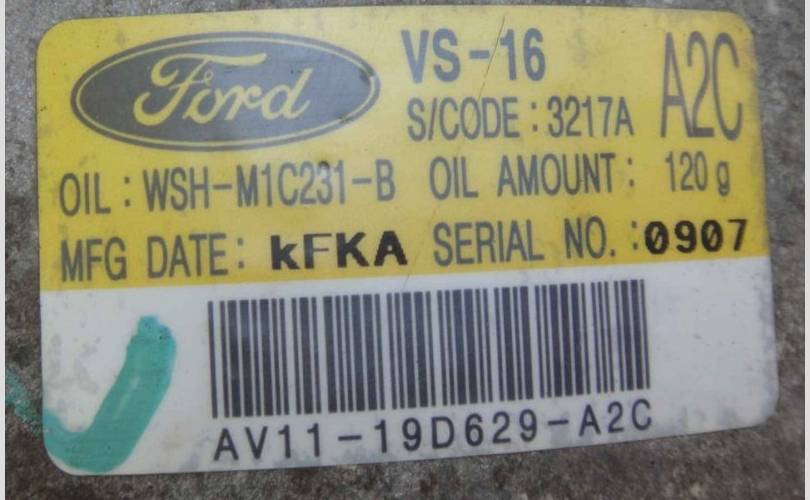 Ford VS-16
S/CODE : 3217A A2C
OIL : WSH-M1C231-B OIL AMOUNT : 120 g
MFG DATE : kFKA SERIAL NO. : 0907
AV11-19D629-A2C